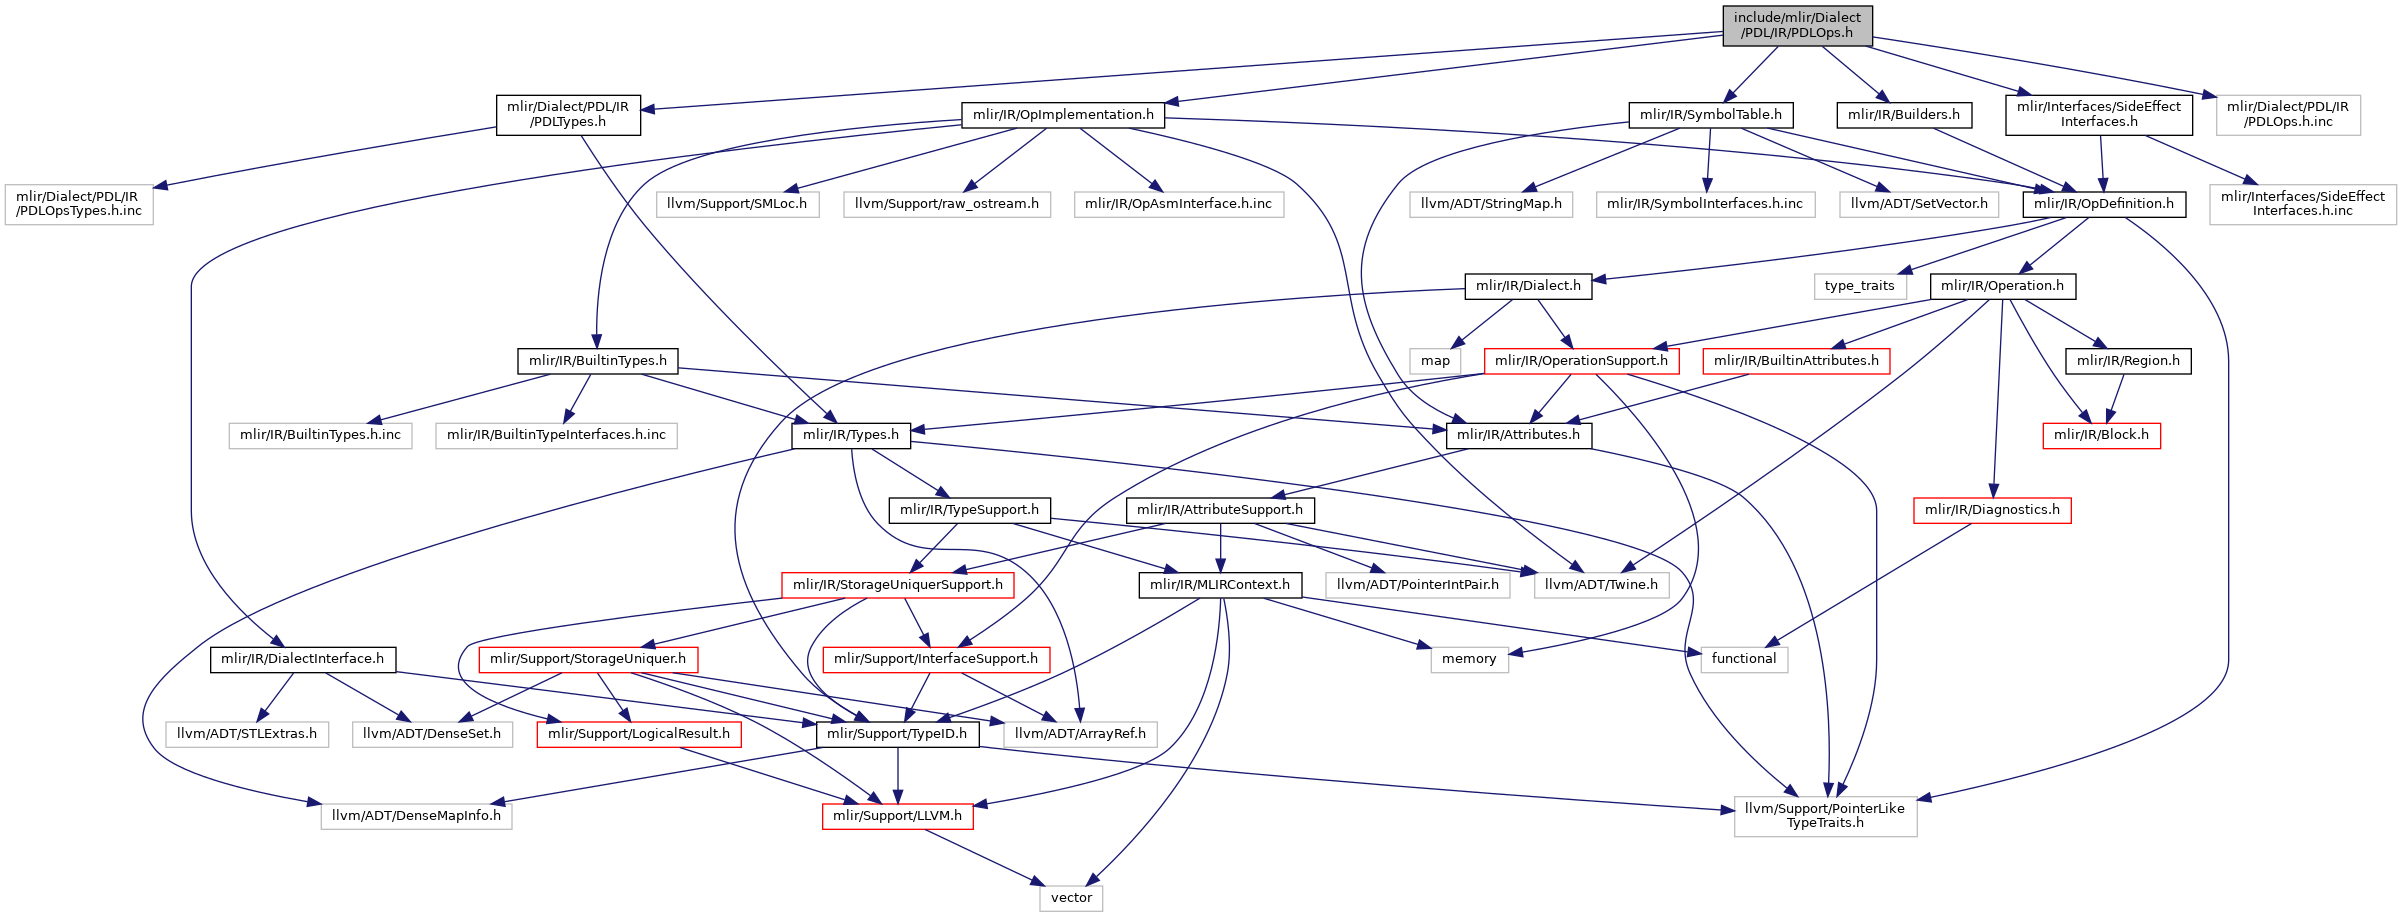 include/mlir/Dialect
/PDL/IR/PDLOps.h
mlir/Dialect/PDL/IR
/PDLTypes.h
mlir/IR/OpImplementation.h
mlir/IR/SymbolTable.h
mlir/IR/Builders.h
mlir/Interfaces/SideEffect
Interfaces.h
mlir/Dialect/PDL/IR
/PDLOps.h.inc
mlir/Dialect/PDL/IR
/PDLOpsTypes.h.inc
llvm/Support/SMLoc.h
llvm/Support/raw_ostream.h
mlir/IR/OpAsmInterface.h.inc
llvm/ADT/StringMap.h
mlir/IR/SymbolInterfaces.h.inc
llvm/ADT/SetVector.h
mlir/IR/OpDefinition.h
mlir/Interfaces/SideEffect
Interfaces.h.inc
mlir/IR/Dialect.h
type_traits
mlir/IR/Operation.h
mlir/IR/BuiltinTypes.h
map
mlir/IR/OperationSupport.h
mlir/IR/BuiltinAttributes.h
mlir/IR/Region.h
mlir/IR/BuiltinTypes.h.inc
mlir/IR/BuiltinTypeInterfaces.h.inc
mlir/IR/Types.h
mlir/IR/Attributes.h
mlir/IR/Block.h
mlir/IR/TypeSupport.h
mlir/IR/AttributeSupport.h
mlir/IR/Diagnostics.h
mlir/IR/StorageUniquerSupport.h
mlir/IR/MLIRContext.h
llvm/ADT/PointerIntPair.h
llvm/ADT/Twine.h
mlir/IR/DialectInterface.h
mlir/Support/StorageUniquer.h
mlir/Support/InterfaceSupport.h
memory
functional
llvm/ADT/STLExtras.h
llvm/ADT/DenseSet.h
mlir/Support/LogicalResult.h
mlir/Support/TypeID.h
llvm/ADT/ArrayRef.h
llvm/ADT/DenseMapInfo.h
mlir/Support/LLVM.h
llvm/Support/PointerLike
TypeTraits.h
vector